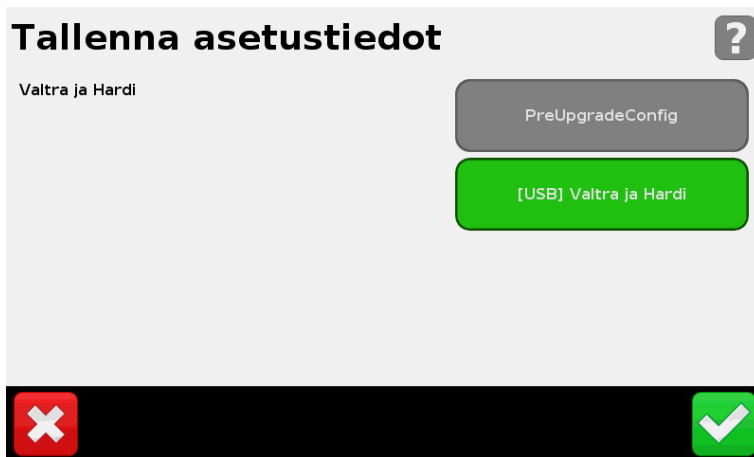 Tallenna asetustiedot
?
Valtra ja Hardi
PreUpgradeConfig
[USB] Valtra ja Hardi